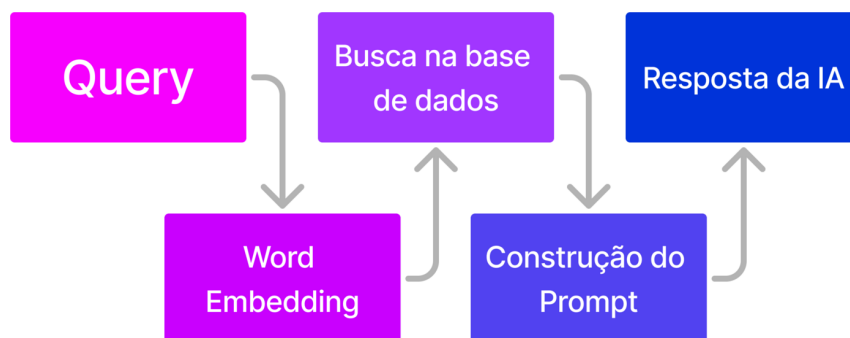 Query
Word
Embedding
Busca na base
de dados
Construção do
Prompt
Resposta da IA